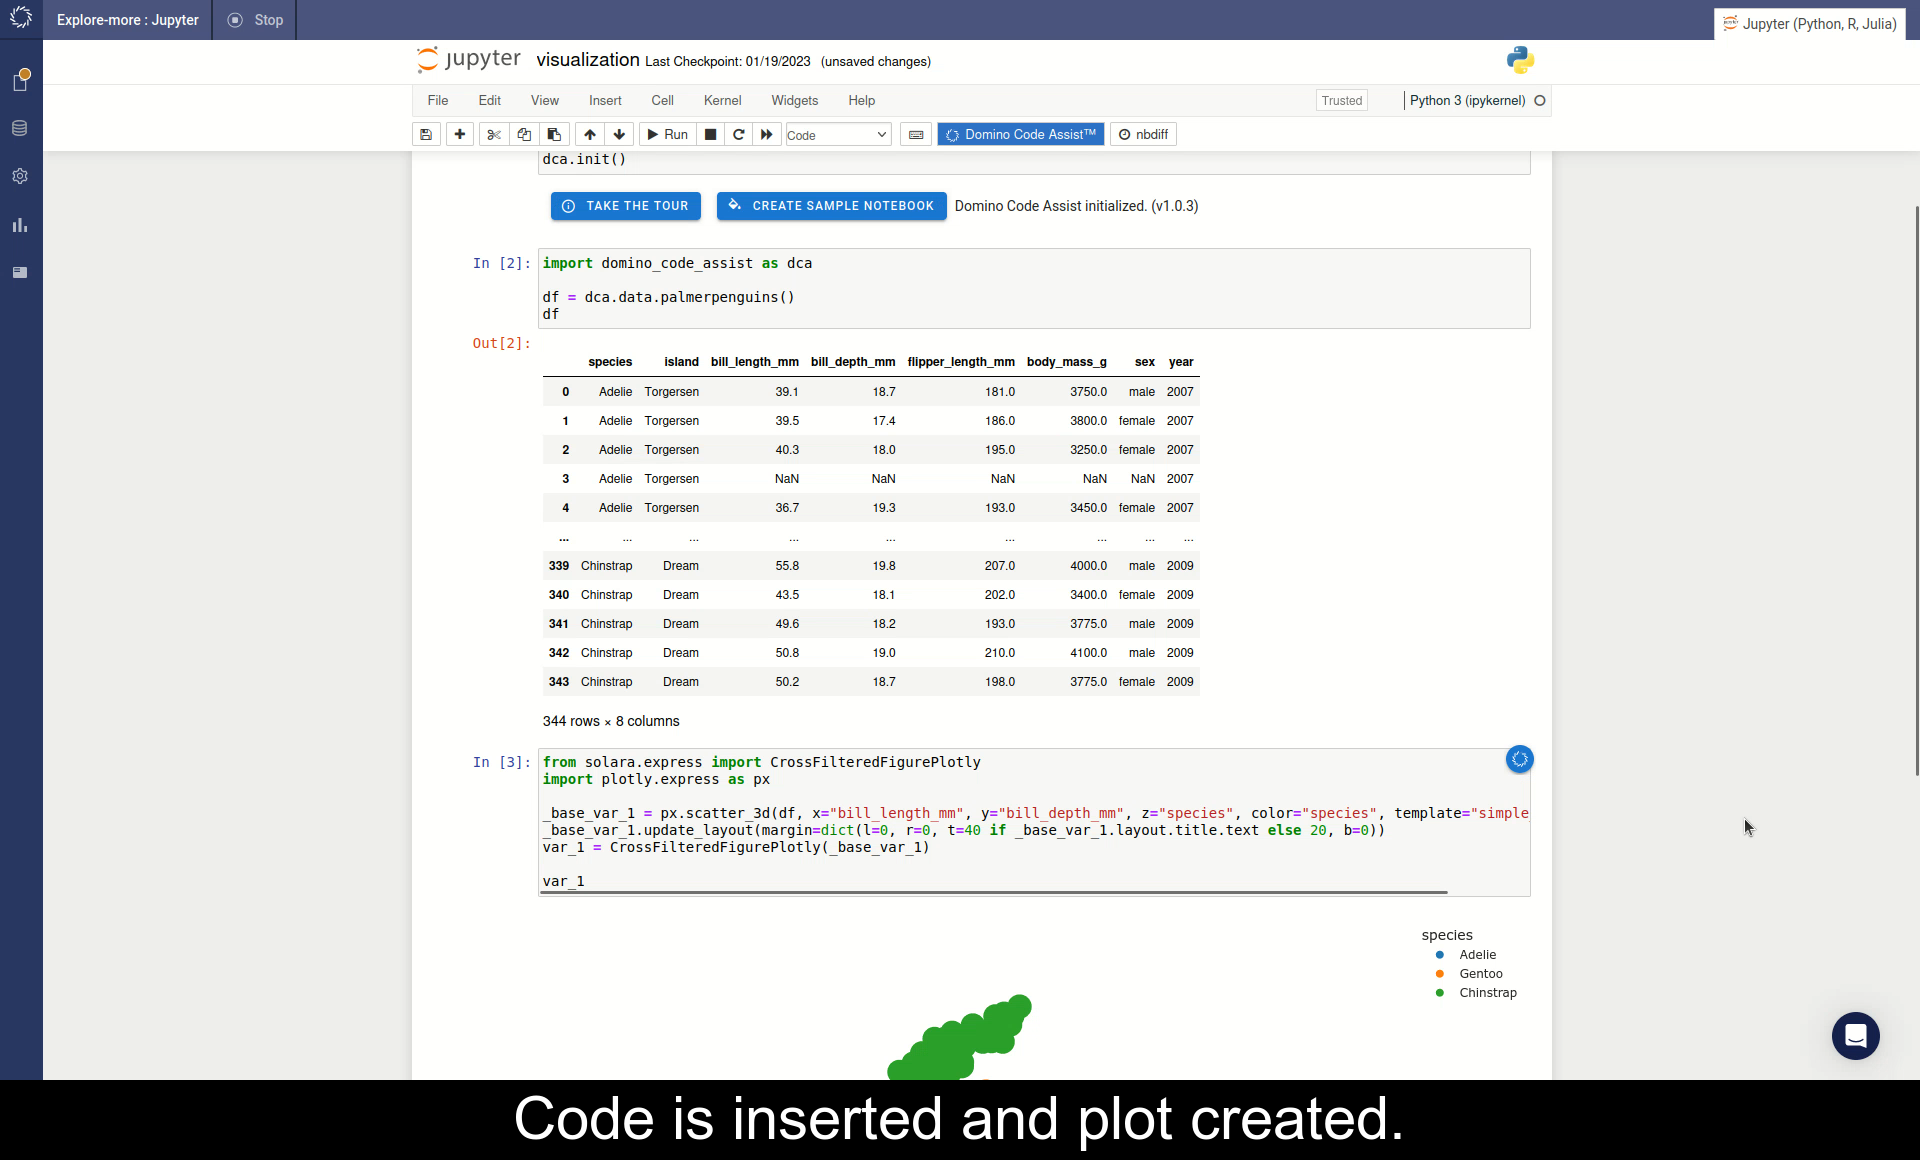 Explore-more : Jupyter Stop Jupyter (Python, R, Julia)
jupyter visualization Last Checkpoint: 01/19/2023 (unsaved changes)
File Edit View Insert Cell Kernel Widgets Help Trusted Python 3 (ipykernel)
Run Code Domino Code Assist™ nbdiff
dca.init()
TAKE THE TOUR CREATE SAMPLE NOTEBOOK Domino Code Assist initialized. (v1.0.3)
In [2]: import domino_code_assist as dca
df = dca.data.palmerpenguins()
df
Out[2]:
species island bill_length_mm bill_depth_mm flipper_length_mm body_mass_g sex year
0 Adelie Torgersen 39.1 18.7 181.0 3750.0 male 2007
1 Adelie Torgersen 39.5 17.4 186.0 3800.0 female 2007
2 Adelie Torgersen 40.3 18.0 195.0 3250.0 female 2007
3 Adelie Torgersen NaN NaN NaN NaN NaN 2007
4 Adelie Torgersen 36.7 19.3 193.0 3450.0 female 2007
... ... ... ... ... ... ... ... ...
339 Chinstrap Dream 55.8 19.8 207.0 4000.0 male 2009
340 Chinstrap Dream 43.5 18.1 202.0 3400.0 female 2009
341 Chinstrap Dream 49.6 18.2 193.0 3775.0 male 2009
342 Chinstrap Dream 50.8 19.0 210.0 4100.0 male 2009
343 Chinstrap Dream 50.2 18.7 198.0 3775.0 female 2009
344 rows × 8 columns
In [3]: from solara.express import CrossFilteredFigurePlotly
import plotly.express as px
_base_var_1 = px.scatter_3d(df, x="bill_length_mm", y="bill_depth_mm", z="species", color="species", template="simple_
_base_var_1.update_layout(margin=dict(l=0, r=0, t=40 if _base_var_1.layout.title.text else 20, b=0))
var_1 = CrossFilteredFigurePlotly(_base_var_1)
var_1
species
Adelie
Gentoo
Chinstrap
Code is inserted and plot created.